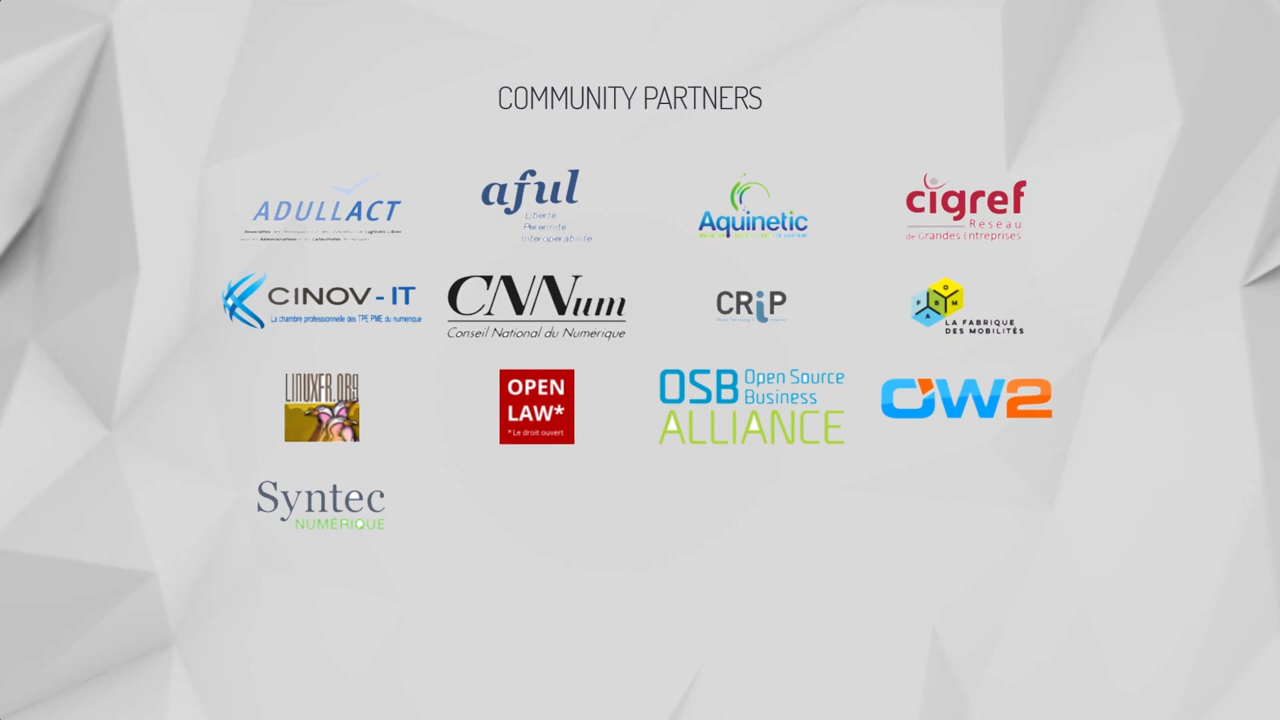 COMMUNITY PARTNERS
ADULLACT
aful
Liberté
Pérennité
Interopérabilité
Aquinetic
cigref
Réseau
de Grandes Entreprises
CINOV-IT
La chambre professionnelle des TPE PME du numérique
CNNum
Conseil National du Numérique
CRiP
FabMob
LA FABRIQUE
DES MOBILITÉS
LINUXFR.ORG
OPEN
LAW*
* Le droit ouvert
OSB Open Source
Business
ALLIANCE
OW2
Syntec
NUMÉRIQUE